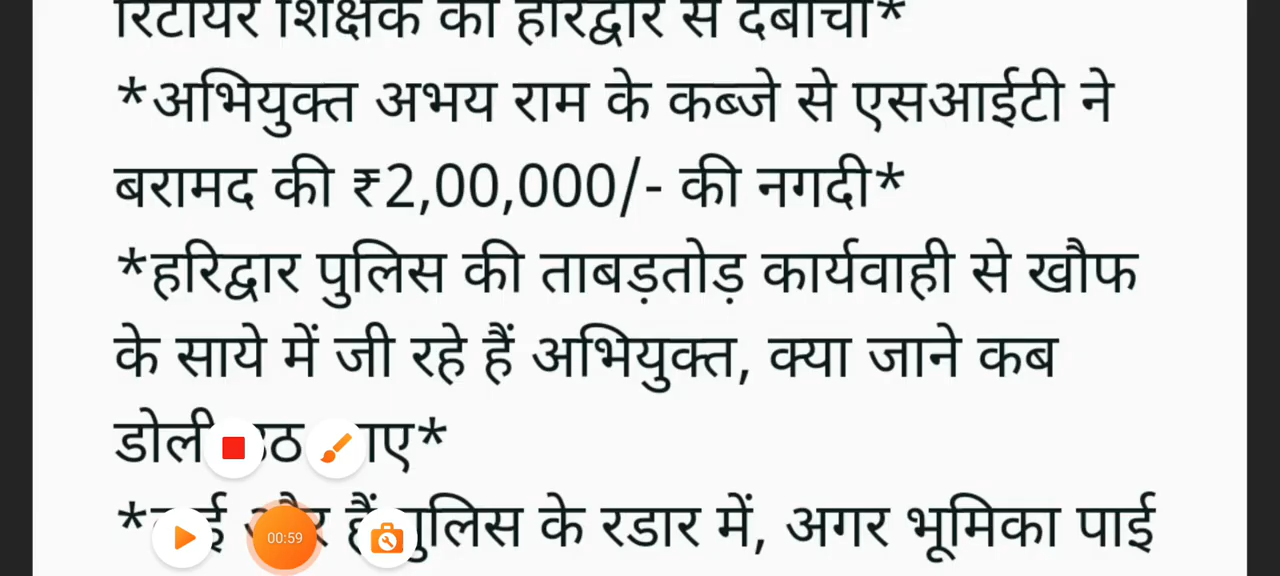 रिटायर शिक्षक को हरिद्वार से दबोचा*
*अभियुक्त अभय राम के कब्जे से एसआईटी ने
बरामद की ₹2,00,000/- की नगदी*
*हरिद्वार पुलिस की ताबड़तोड़ कार्यवाही से खौफ
के साये में जी रहे हैं अभियुक्त, क्या जाने कब
डोली
हैं पुलिस के रडार में, अगर भूमिका पाई
00:59